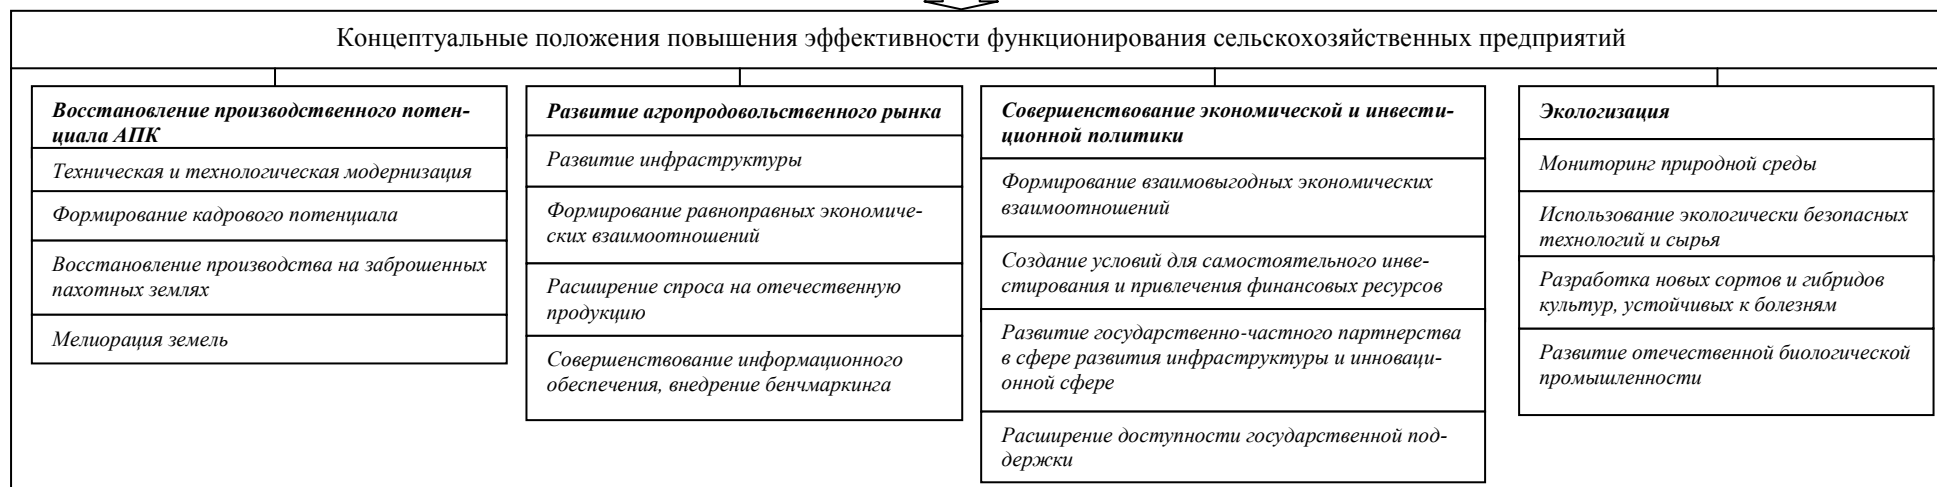 Концептуальные положения повышения эффективности функционирования сельскохозяйственных предприятий
Восстановление производственного потен-
циала АПК
Техническая и технологическая модернизация
Формирование кадрового потенциала
Восстановление производства на заброшенных
пахотных землях
Мелиорация земель
Развитие агропродовольственного рынка
Развитие инфраструктуры
Формирование равноправных экономиче-
ских взаимоотношений
Расширение спроса на отечественную
продукцию
Совершенствование информационного
обеспечения, внедрение бенчмаркинга
Совершенствование экономической и инвести-
ционной политики
Формирование взаимовыгодных экономических
взаимоотношений
Создание условий для самостоятельного инве-
стирования и привлечения финансовых ресурсов
Развитие государственно-частного партнерства
в сфере развития инфраструктуры и инноваци-
онной сфере
Расширение доступности государственной под-
держки
Экологизация
Мониторинг природной среды
Использование экологически безопасных
технологий и сырья
Разработка новых сортов и гибридов
культур, устойчивых к болезням
Развитие отечественной биологической
промышленности